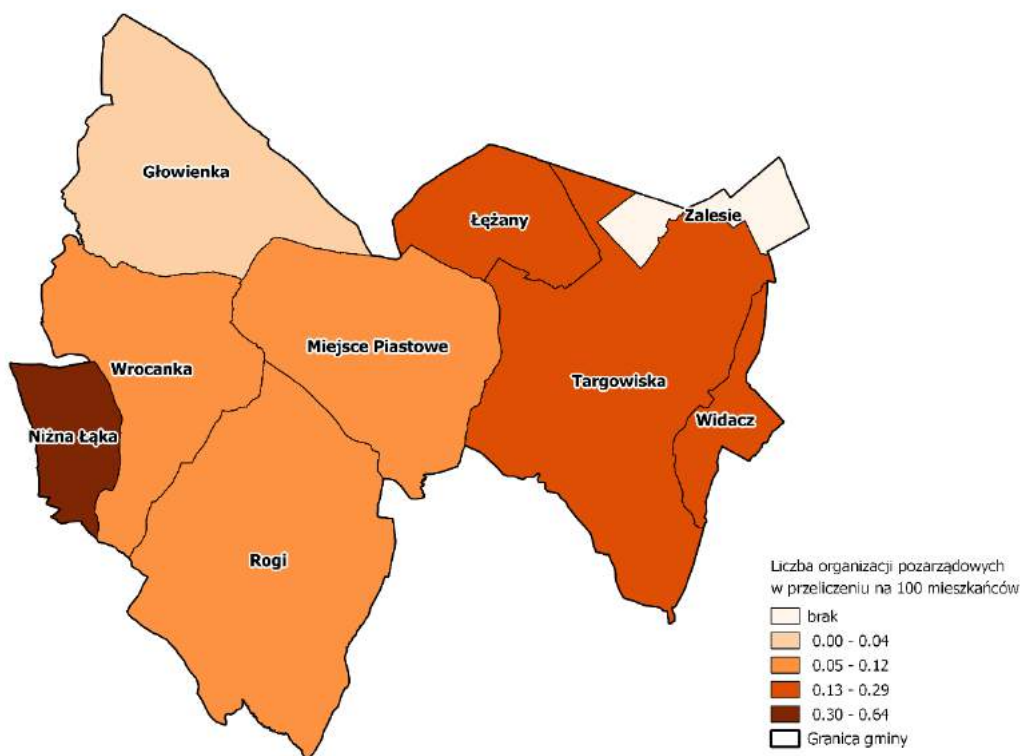 Głowienka
Łężany
Zalesie
Miejsce Piastowe
Wrocanka
Targowiska
Widacz
Niżna Łąka
Rogi
Liczba organizacji pozarządowych
w przeliczeniu na 100 mieszkańców
brak
0.00 - 0.04
0.05 - 0.12
0.13 - 0.29
0.30 - 0.64
Granica gminy